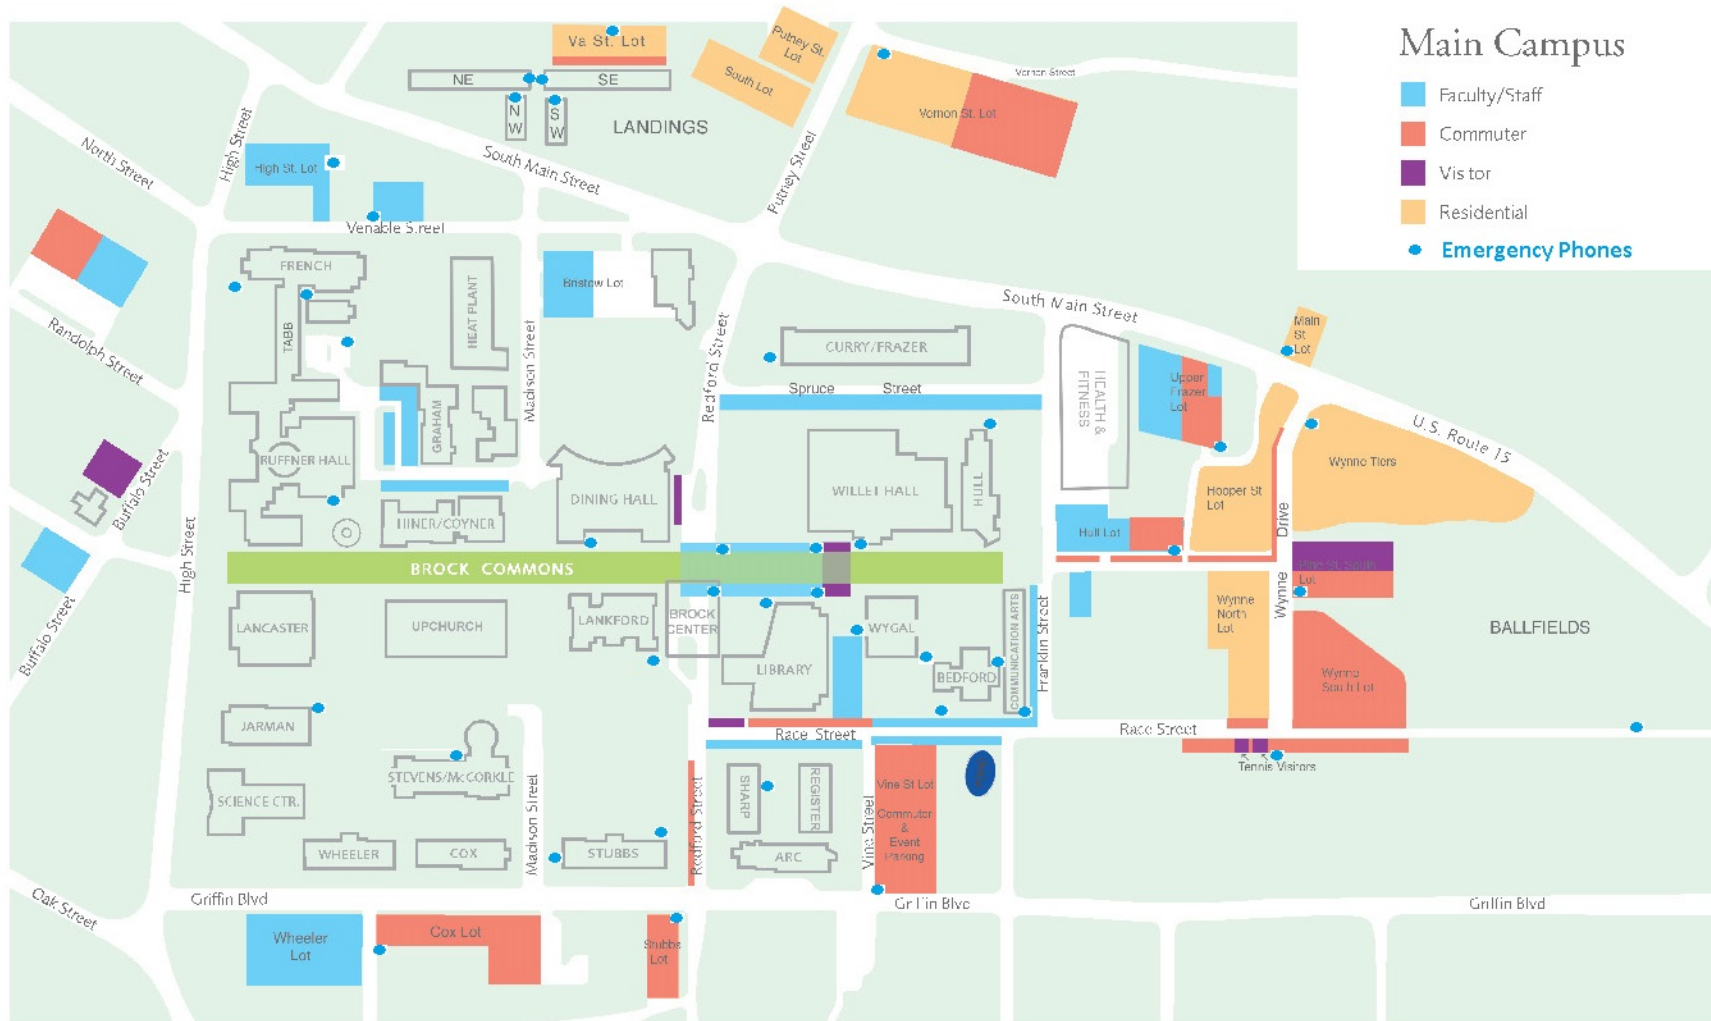 Main Campus
Faculty/Staff
Commuter
Visitor
Residential
Emergency Phones
Va St. Lot
Putney St.
Lot
South Lot
NE
SE
N
W
S
W
LANDINGS
Vernon Street
Vernon St. Lot
High Street
North Street
High St. Lot
South Main Street
Putney Street
Venable Street
FRENCH
TABB
HEAT PLANT
Bristow Lot
Madison Street
Redford Street
CURRY/FRAZER
South Main Street
Main
St
Lot
Randolph Street
Spruce Street
HEALTH &
FITNESS
Upper
Frazer
Lot
U.S. Route 15
GRAHAM
RUFFNER HALL
DINING HALL
WILLET HALL
HULL
Wynne Tiers
Hooper St
Lot
Buffalo Street
HINER/COYNER
Hull Lot
Drive
High Street
BROCK COMMONS
Lot
Wynne
Buffalo Street
LANCASTER
UPCHURCH
LANKFORD
BROCK
CENTER
LIBRARY
WYGAL
BEDFORD
COMMUNICATION ARTS
Franklin Street
Wynne
North
Lot
BALLFIELDS
Wynne
South Lot
JARMAN
Race Street
Race Street
Tennis Visitors
STEVENS/McCORKLE
SCIENCE CTR.
Madison Street
Redford Street
SHARP
REGISTER
Vine Street
Vine St Lot
Commuter
&
Event
Parking
WHEELER
COX
STUBBS
ARC
Oak Street
Griffin Blvd
Griffin Blvd
Griffin Blvd
Wheeler
Lot
Cox Lot
Stubbs
Lot